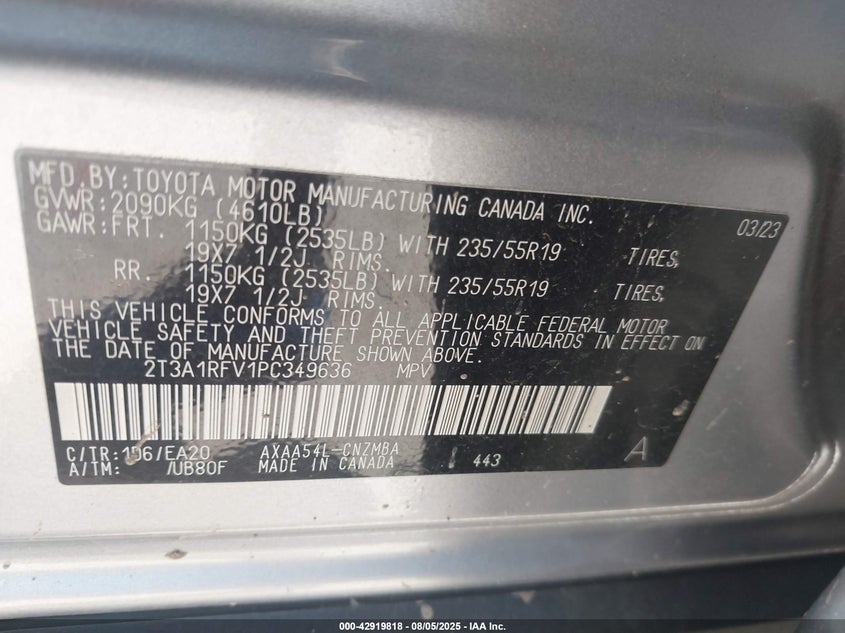 MFD. BY: TOYOTA MOTOR MANUFACTURING CANADA INC.
GVWR: 2090KG (4610LB) 03/23
GAWR: FRT. 1150KG (2535LB) WITH 235/55R19 TIRES,
19X7 1/2J RIMS.
RR. 1150KG (2535LB) WITH 235/55R19 TIRES,
19X7 1/2J RIMS
THIS VEHICLE CONFORMS TO ALL APPLICABLE FEDERAL MOTOR
VEHICLE SAFETY AND THEFT PREVENTION STANDARDS IN EFFECT ON
THE DATE OF MANUFACTURE SHOWN ABOVE.
2T3A1RFV1PC349636 MPV
C/TR: 1D6/EA20 AXAA54L-CNZMBA 443 A
A/TM: /UB80F MADE IN CANADA
000-42919818 - 08/05/2025 - IAA Inc.